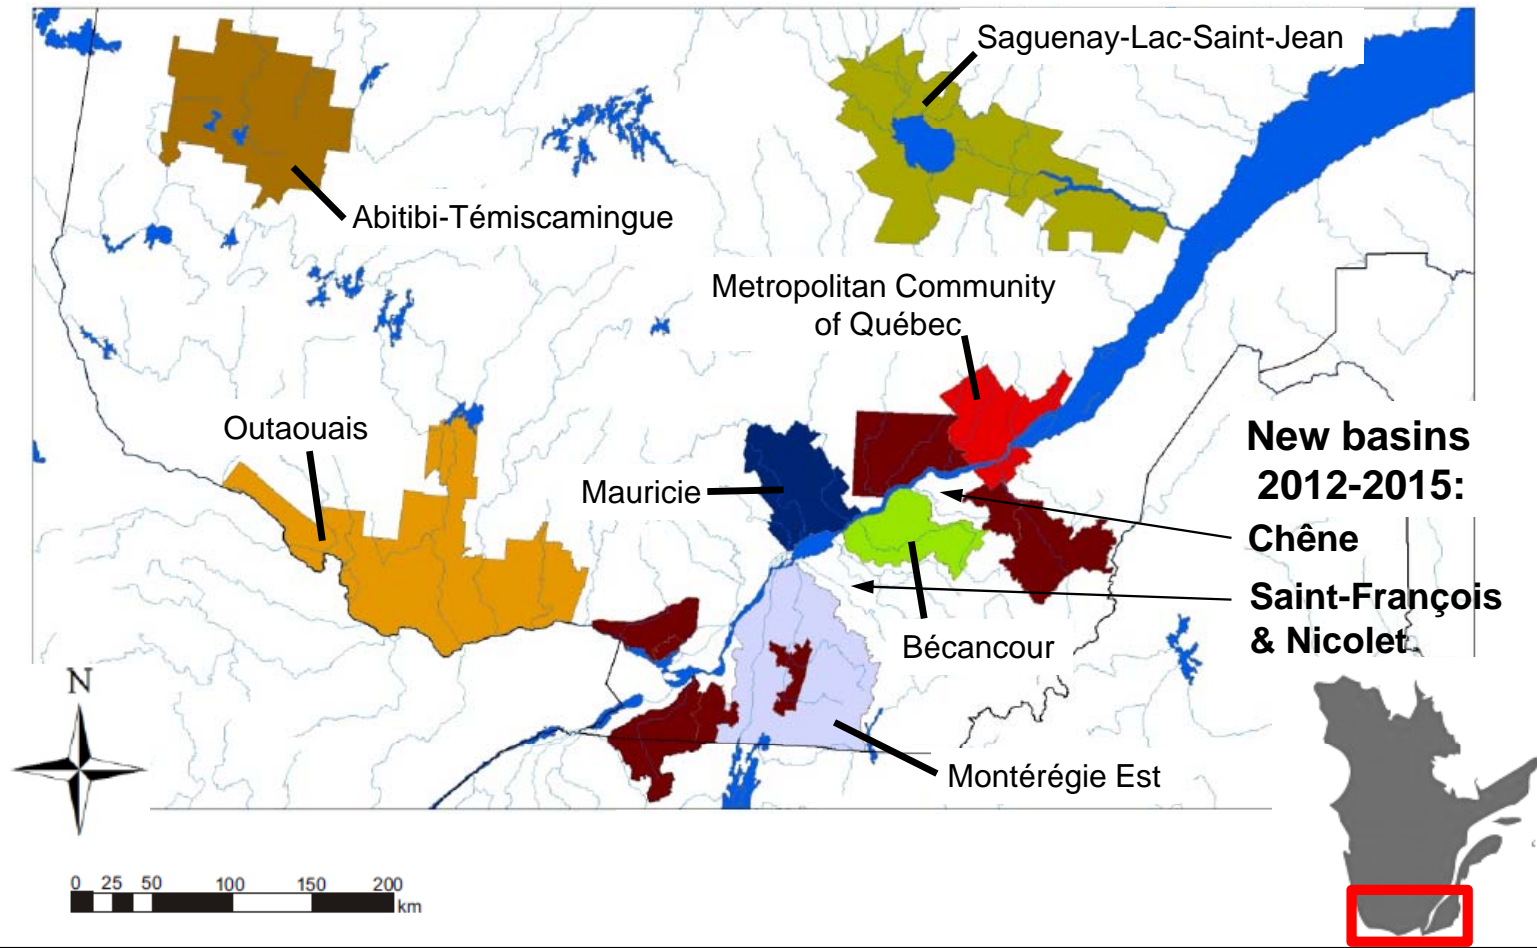 Saguenay-Lac-Saint-Jean
Abitibi-Témiscamingue
Metropolitan Community
of Québec
Outaouais
Mauricie
New basins
2012-2015:
Chêne
Saint-François
& Nicolet
Bécancour
Montérégie Est
N
0 25 50 100 150 200
km